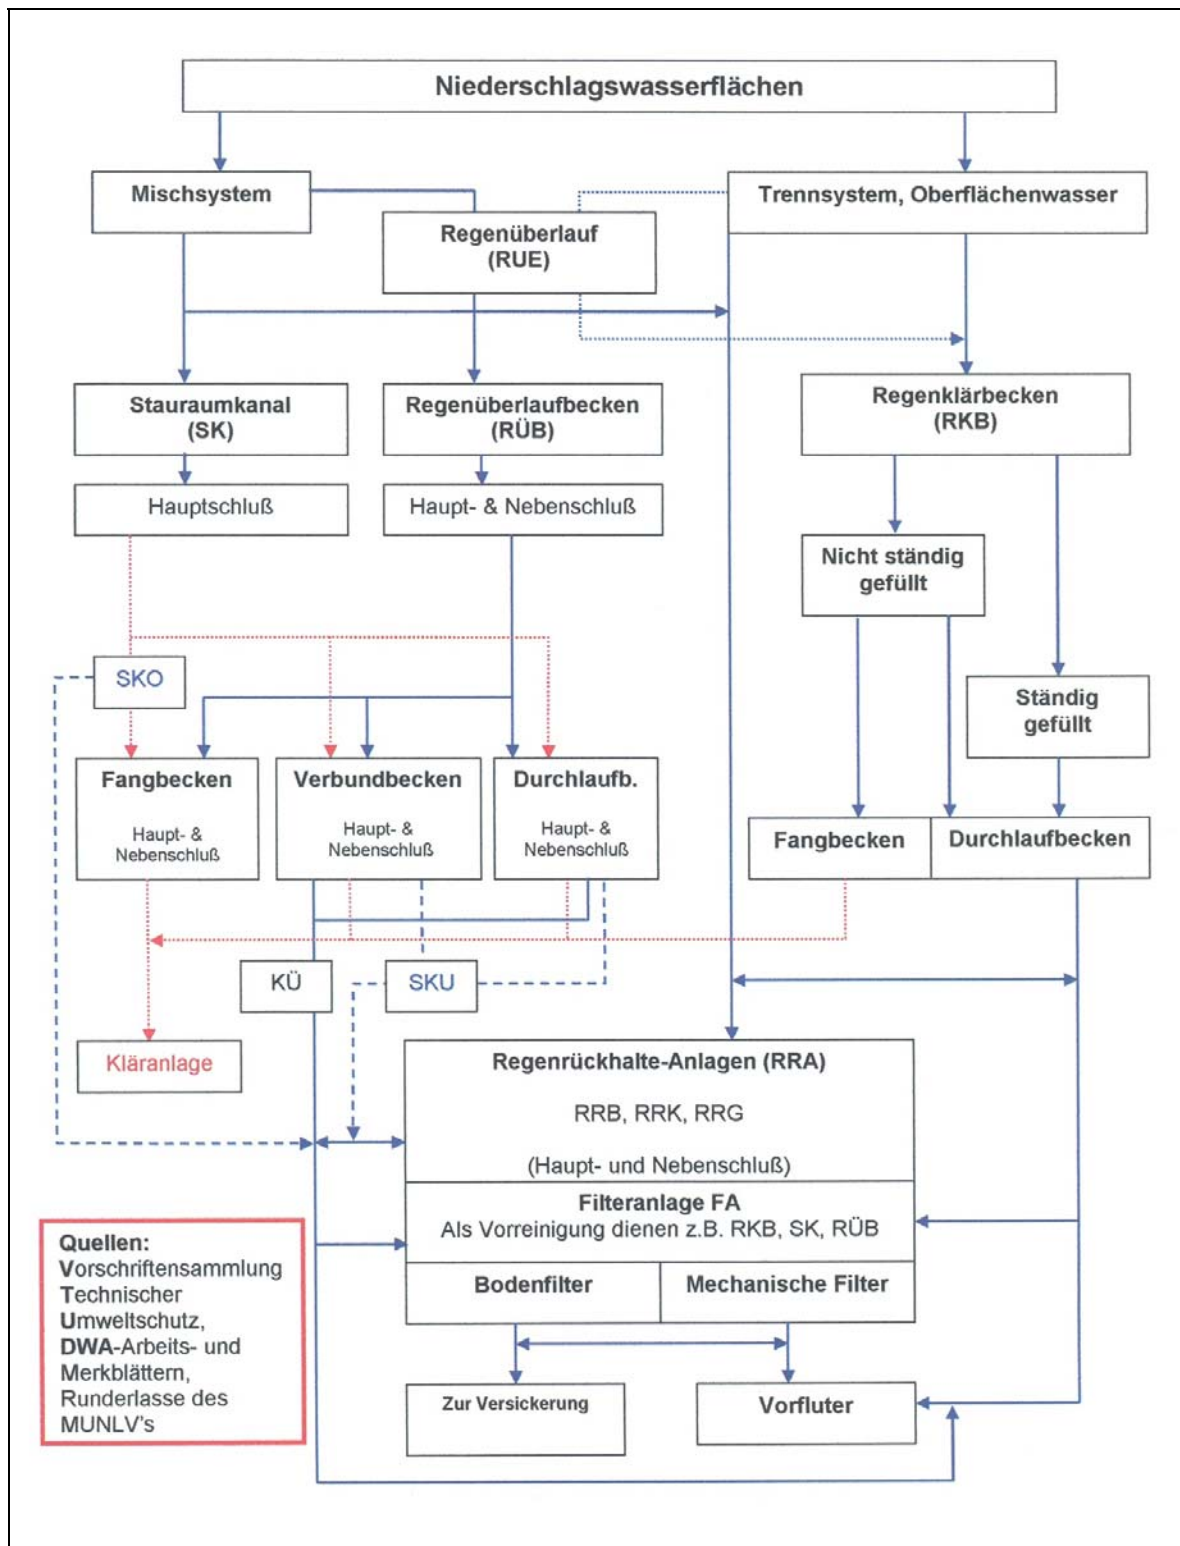 Niederschlagswasserflächen
Mischsystem
Trennsystem, Oberflächenwasser
Regenüberlauf
(RUE)
Stauraumkanal
(SK)
Regenüberlaufbecken
(RÜB)
Regenklärbecken
(RKB)
Hauptschluß
Haupt- & Nebenschluß
Nicht ständig
gefüllt
SKO
Ständig
gefüllt
Fangbecken
Haupt- &
Nebenschluß
Verbundbecken
Haupt- &
Nebenschluß
Durchlaufb.
Haupt- &
Nebenschluß
Fangbecken
Durchlaufbecken
KÜ
SKU
Kläranlage
Regenrückhalte-Anlagen (RRA)
RRB, RRK, RRG
(Haupt- und Nebenschluß)
Filteranlage FA
Als Vorreinigung dienen z.B. RKB, SK, RÜB
Bodenfilter
Mechanische Filter
Quellen:
Vorschriftensammlung
Technischer
Umweltschutz,
DWA-Arbeits- und
Merkblättern,
Runderlasse des
MUNLV's
Zur Versickerung
Vorfluter